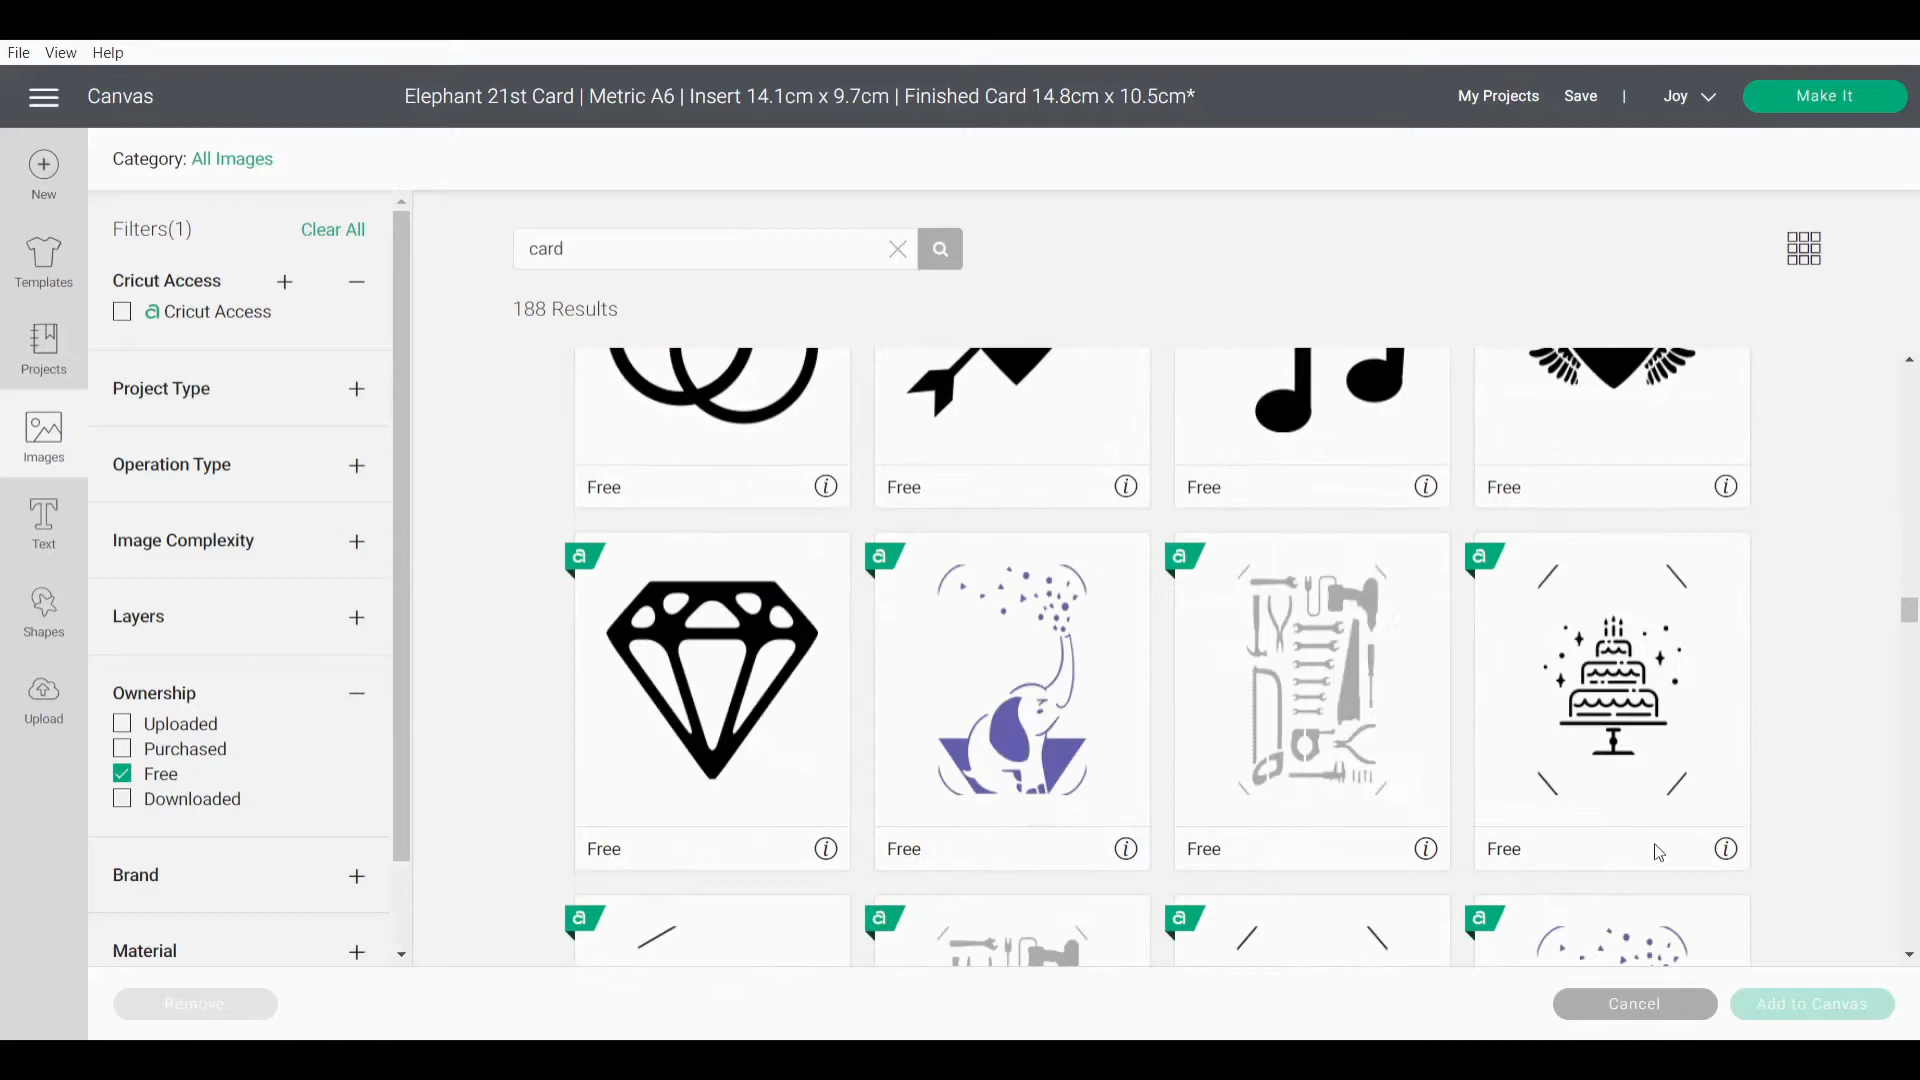 File View Help
Canvas
Elephant 21st Card | Metric A6 | Insert 14.1cm x 9.7cm | Finished Card 14.8cm x 10.5cm*
My Projects Save | Joy Make It
New
Templates
Projects
Images
Text
Shapes
Upload
Category: All Images
Filters(1) Clear All
Cricut Access + −
a Cricut Access
Project Type +
Operation Type +
Image Complexity +
Layers +
Ownership −
Uploaded
Purchased
Free
Downloaded
Brand +
Material +
card
188 Results
Free i Free i Free i Free i
a a a a
Free i Free i Free i Free i
a a a a
Remove
Cancel Add to Canvas